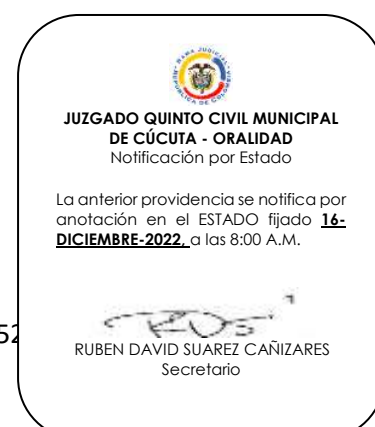 JUZGADO QUINTO CIVIL MUNICIPAL
DE CÚCUTA - ORALIDAD
Notificación por Estado
La anterior providencia se notifica por
anotación en el ESTADO fijado 16-
DICIEMBRE-2022, a las 8:00 A.M.
52
RUBEN DAVID SUAREZ CAÑIZARES
Secretario